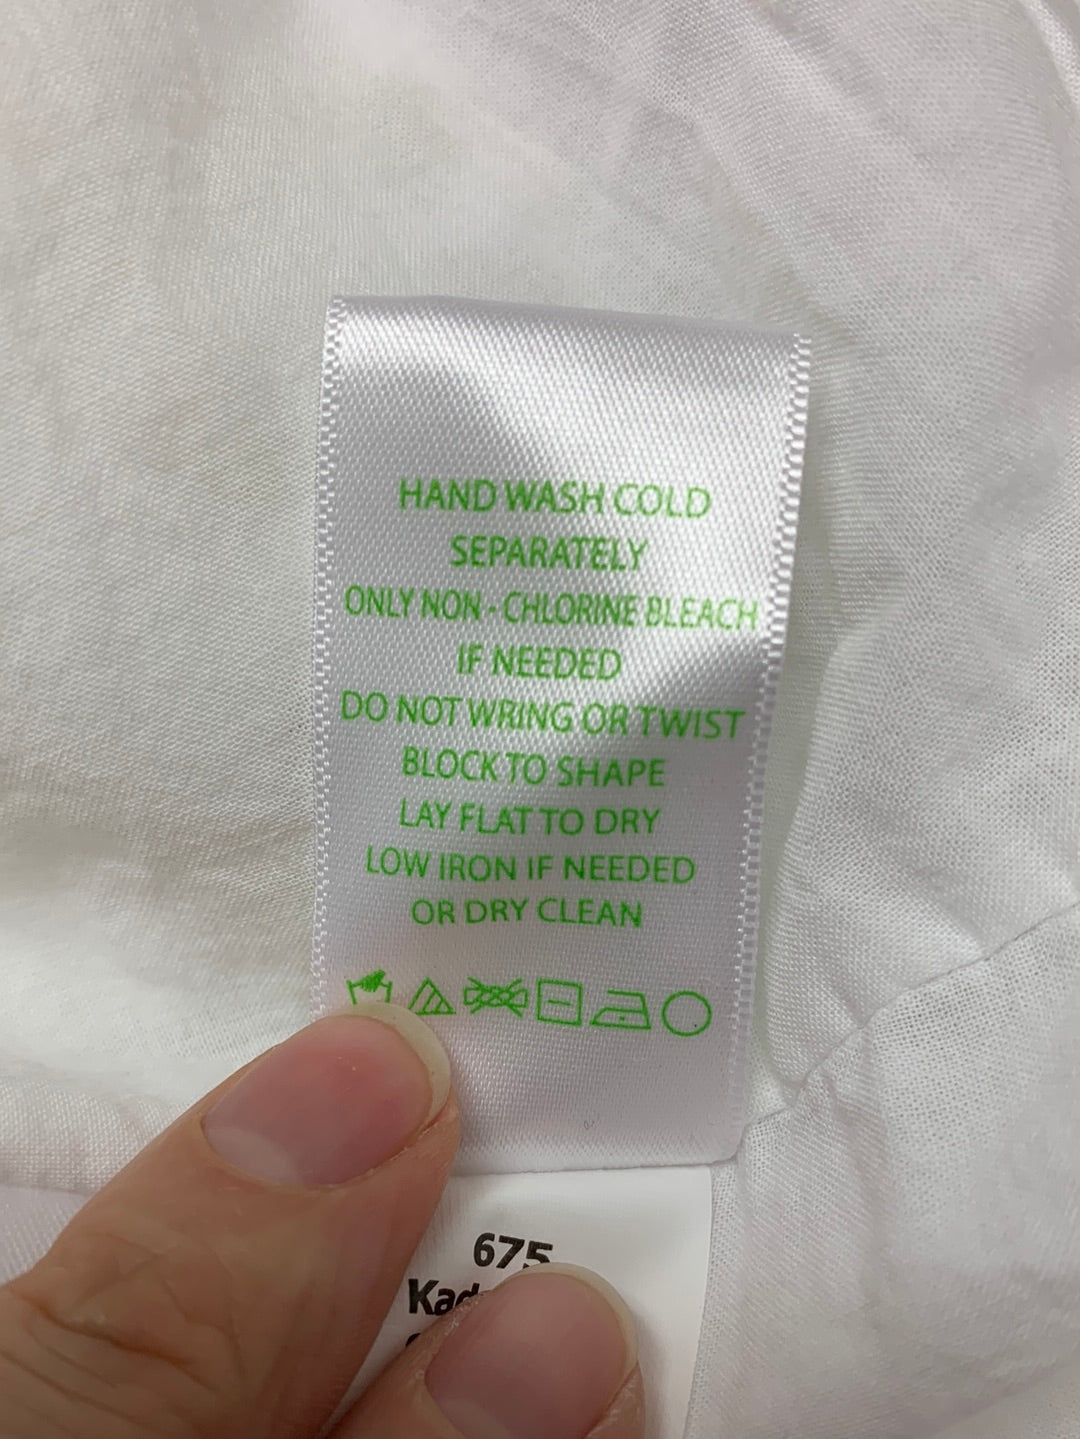 HAND WASH COLD
SEPARATELY
ONLY NON - CHLORINE BLEACH
IF NEEDED
DO NOT WRING OR TWIST
BLOCK TO SHAPE
LAY FLAT TO DRY
LOW IRON IF NEEDED
OR DRY CLEAN
675